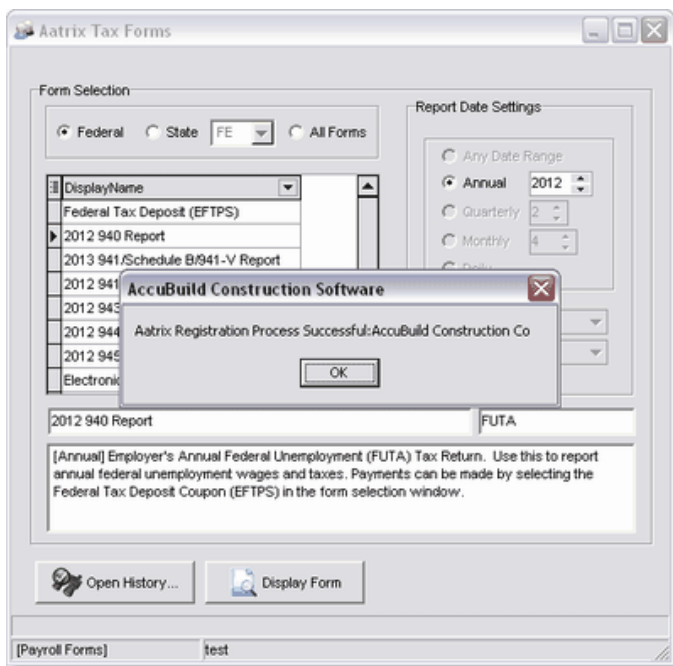 Aatrix Tax Forms
Form Selection
Federal State FE All Forms
DisplayName
Federal Tax Deposit (EFTPS)
2012 940 Report
2013 941/Schedule B/941-V Report
2012 941
2012 943
2012 944
2012 945
Electronic
Report Date Settings
Any Date Range
Annual 2012
Quarterly 2
Monthly 4
Daily
AccuBuild Construction Software
Aatrix Registration Process Successful:AccuBuild Construction Co
OK
2012 940 Report FUTA
[Annual] Employer's Annual Federal Unemployment (FUTA) Tax Return. Use this to report
annual federal unemployment wages and taxes. Payments can be made by selecting the
Federal Tax Deposit Coupon (EFTPS) in the form selection window.
Open History... Display Form
[Payroll Forms] test